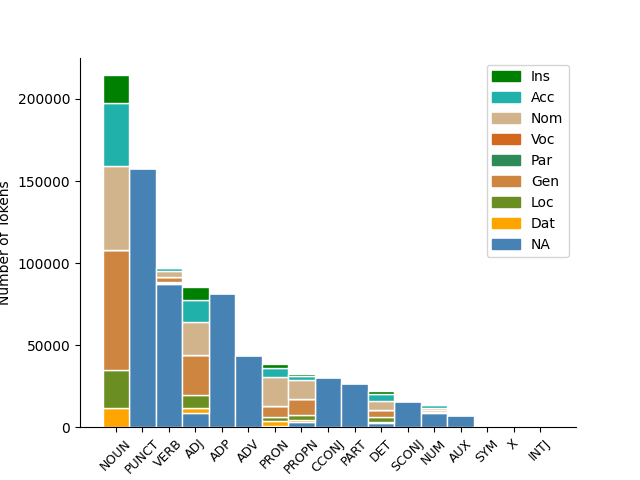 Number of Tokens
200000
150000
100000
50000
0
Ins
Acc
Nom
Voc
Par
Gen
Loc
Dat
NA
NOUN
PUNCT
VERB
ADJ
ADP
ADV
PRON
PROPN
CCONJ
PART
DET
SCONJ
NUM
AUX
SYM
X
INTJ